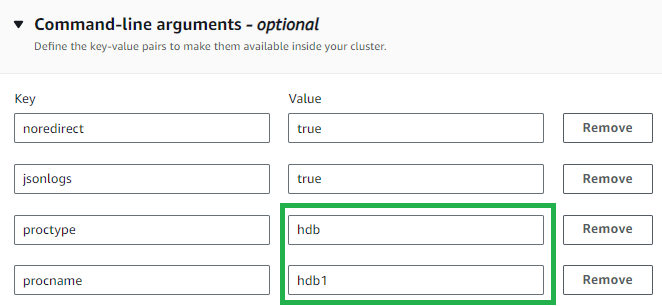 Command-line arguments - optional
Define the key-value pairs to make them available inside your cluster.
Key Value
noredirect true Remove
jsonlogs true Remove
proctype hdb Remove
procname hdb1 Remove